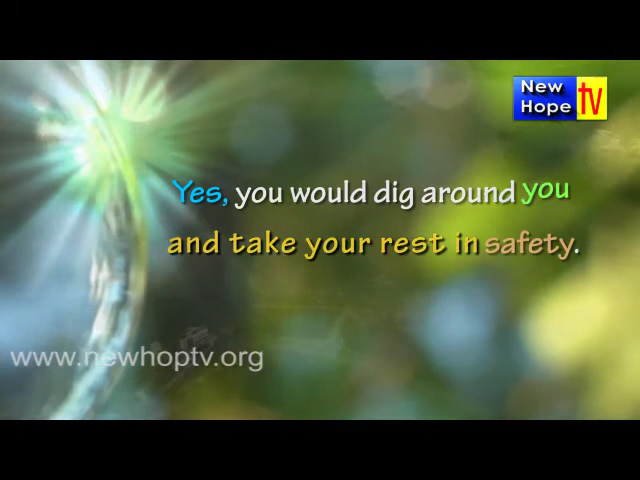 New
Hope
TV
Yes, you would dig around you
and take your rest in safety.
www.newhoptv.org